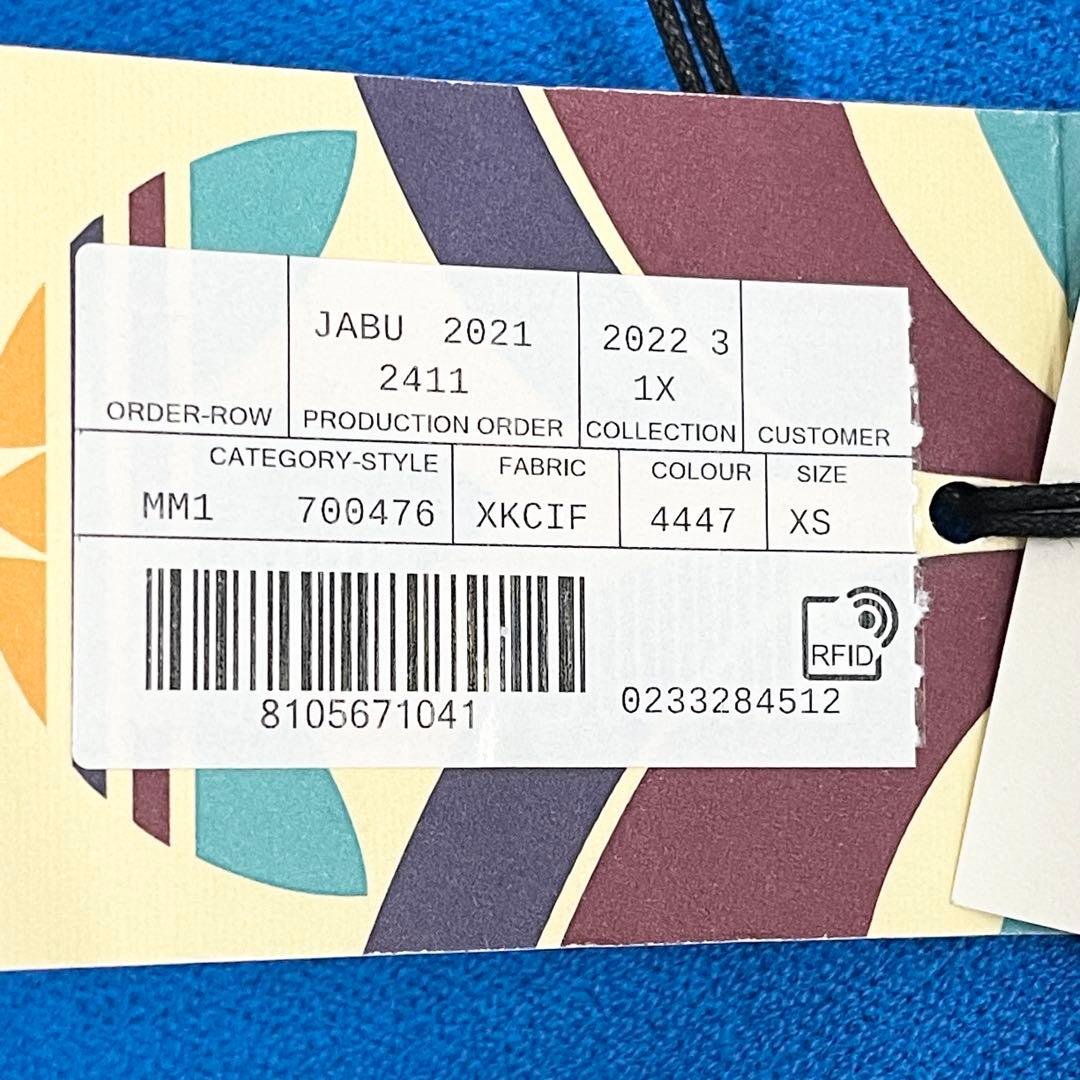 JABU 2021 2022 3
2411 1X
ORDER-ROW PRODUCTION ORDER COLLECTION CUSTOMER
CATEGORY-STYLE FABRIC COLOUR SIZE
MM1 700476 XKCIF 4447 XS
RFID
8105671041 0233284512